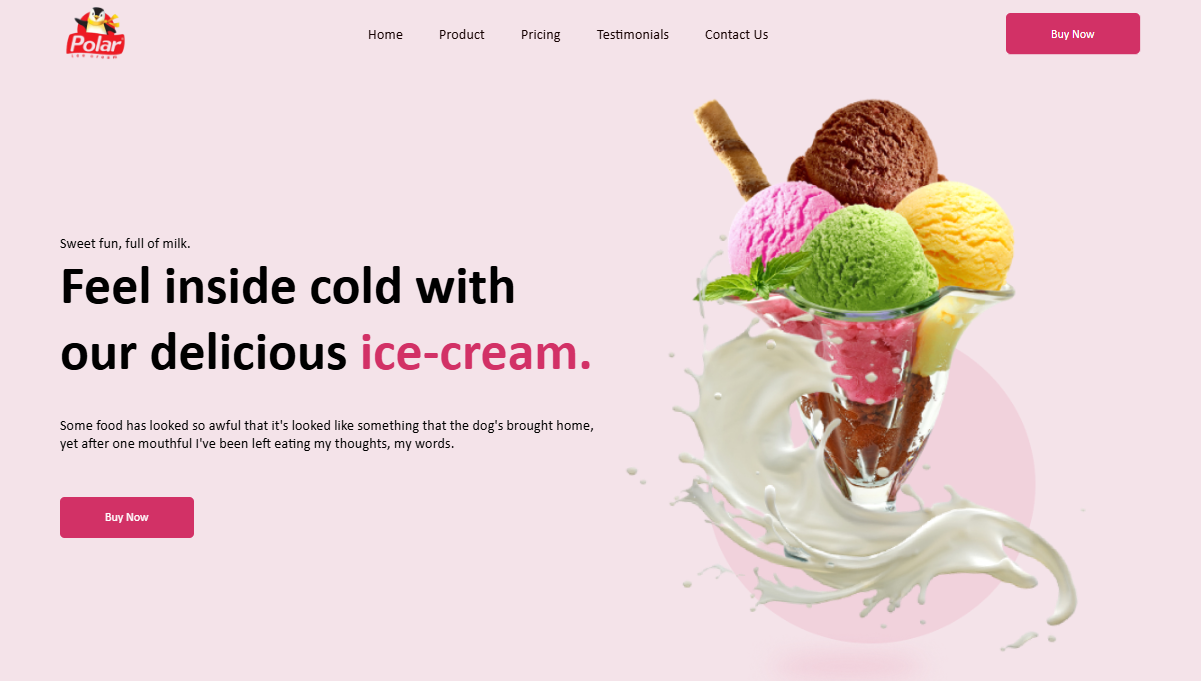 Polar
ice cream
Home Product Pricing Testimonials Contact Us
Buy Now
Sweet fun, full of milk.
Feel inside cold with
our delicious ice-cream.
Some food has looked so awful that it's looked like something that the dog's brought home,
yet after one mouthful I've been left eating my thoughts, my words.
Buy Now